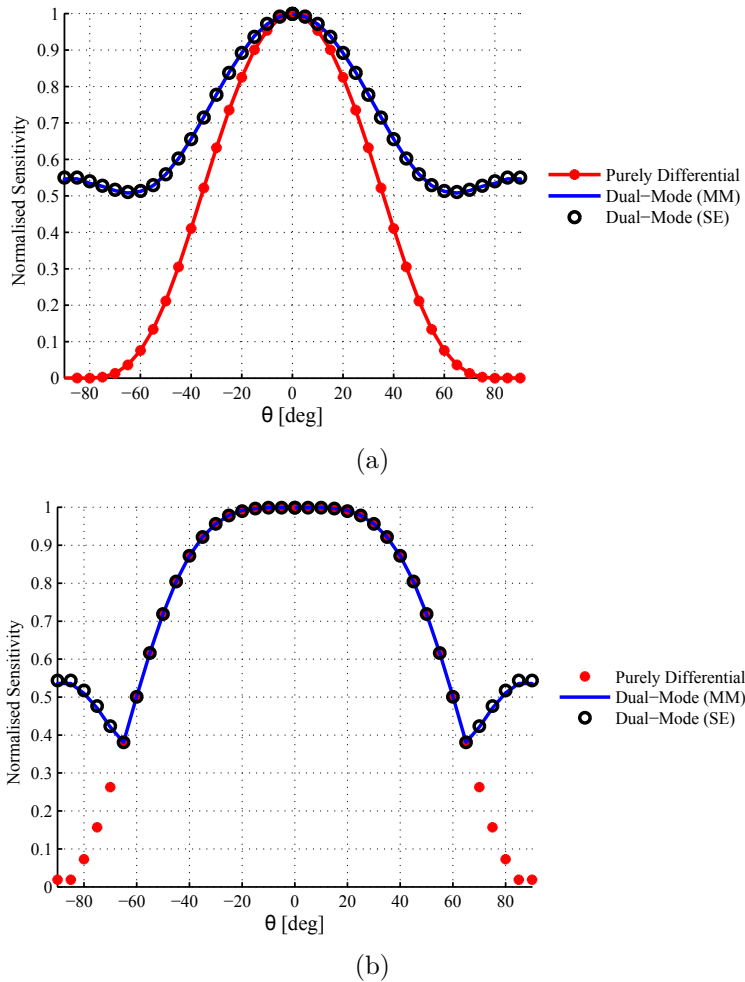 1
0.9
0.8
0.7
0.6
0.5
0.4
0.3
0.2
0.1
0
Normalised Sensitivity
−80 −60 −40 −20 0 20 40 60 80
θ [deg]
Purely Differential
Dual−Mode (MM)
Dual−Mode (SE)
(a)
1
0.9
0.8
0.7
0.6
0.5
0.4
0.3
0.2
0.1
0
Normalised Sensitivity
−80 −60 −40 −20 0 20 40 60 80
θ [deg]
Purely Differential
Dual−Mode (MM)
Dual−Mode (SE)
(b)